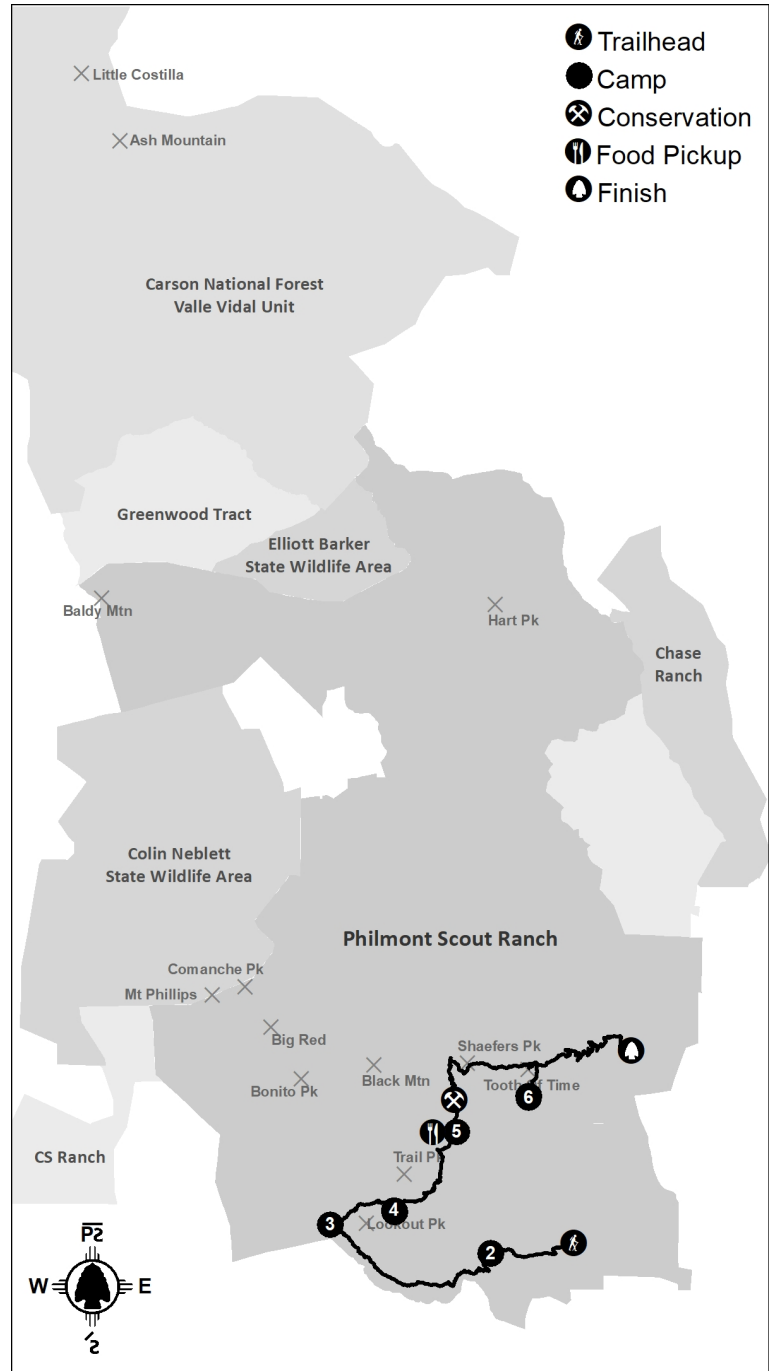 Trailhead
Camp
Conservation
Food Pickup
Finish
Little Costilla
Ash Mountain
Carson National Forest
Valle Vidal Unit
Greenwood Tract
Elliott Barker
State Wildlife Area
Baldy Mtn
Hart Pk
Chase
Ranch
Colin Neblett
State Wildlife Area
Philmont Scout Ranch
Comanche Pk
Mt Phillips
Big Red
Shaefers Pk
Black Mtn
Bonito Pk
Tooth of Time
6
5
CS Ranch
Trail Pk
4
3
Lookout Pk
2
W
E